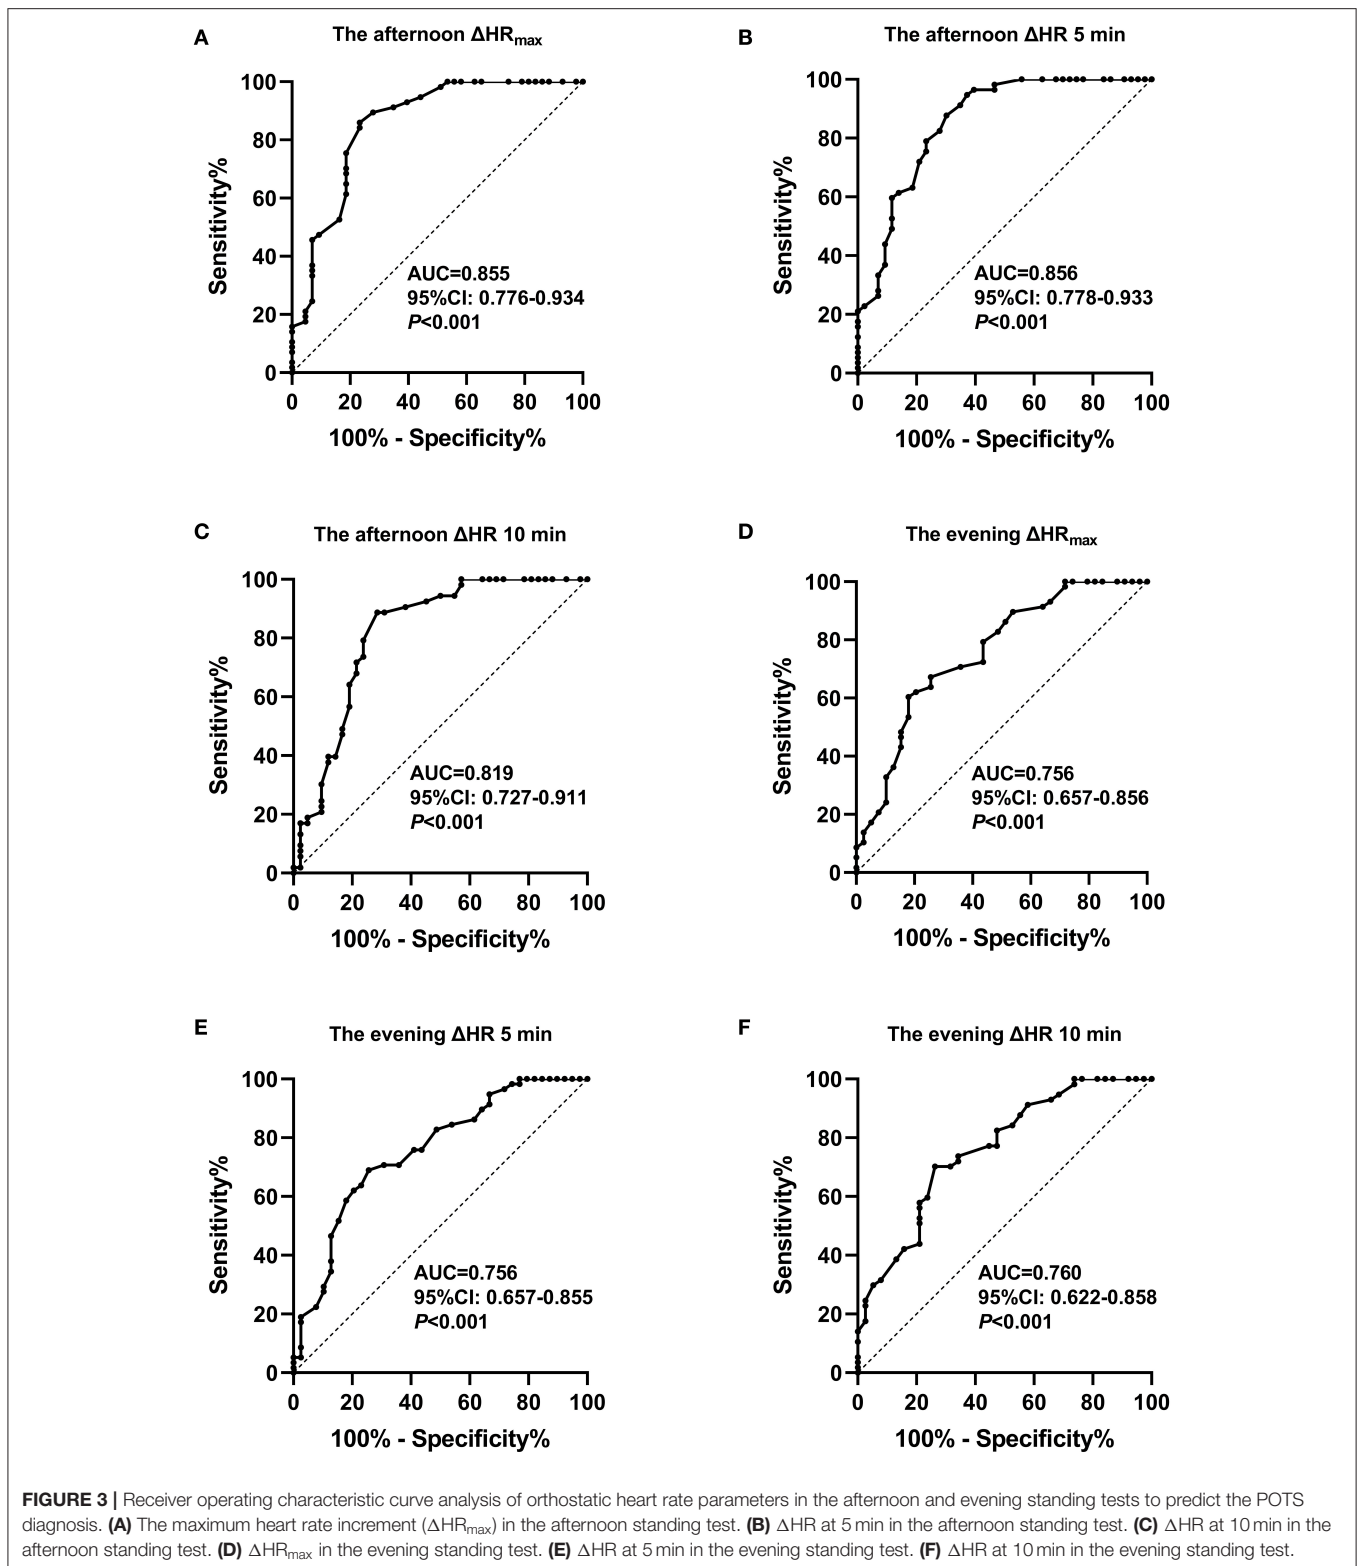 A
The afternoon ΔHRmax
100
80
60
40
20
0
Sensitivity%
AUC=0.855
95%CI: 0.776-0.934
P<0.001
0 20 40 60 80 100
100% - Specificity%
B
The afternoon ΔHR 5 min
100
80
60
40
20
0
Sensitivity%
AUC=0.856
95%CI: 0.778-0.933
P<0.001
0 20 40 60 80 100
100% - Specificity%
C
The afternoon ΔHR 10 min
100
80
60
40
20
0
Sensitivity%
AUC=0.819
95%CI: 0.727-0.911
P<0.001
0 20 40 60 80 100
100% - Specificity%
D
The evening ΔHRmax
100
80
60
40
20
0
Sensitivity%
AUC=0.756
95%CI: 0.657-0.856
P<0.001
0 20 40 60 80 100
100% - Specificity%
E
The evening ΔHR 5 min
100
80
60
40
20
0
Sensitivity%
AUC=0.756
95%CI: 0.657-0.855
P<0.001
0 20 40 60 80 100
100% - Specificity%
F
The evening ΔHR 10 min
100
80
60
40
20
0
Sensitivity%
AUC=0.760
95%CI: 0.622-0.858
P<0.001
0 20 40 60 80 100
100% - Specificity%
FIGURE 3 | Receiver operating characteristic curve analysis of orthostatic heart rate parameters in the afternoon and evening standing tests to predict the POTS
diagnosis. (A) The maximum heart rate increment (ΔHRmax) in the afternoon standing test. (B) ΔHR at 5 min in the afternoon standing test. (C) ΔHR at 10 min in the
afternoon standing test. (D) ΔHRmax in the evening standing test. (E) ΔHR at 5 min in the evening standing test. (F) ΔHR at 10 min in the evening standing test.